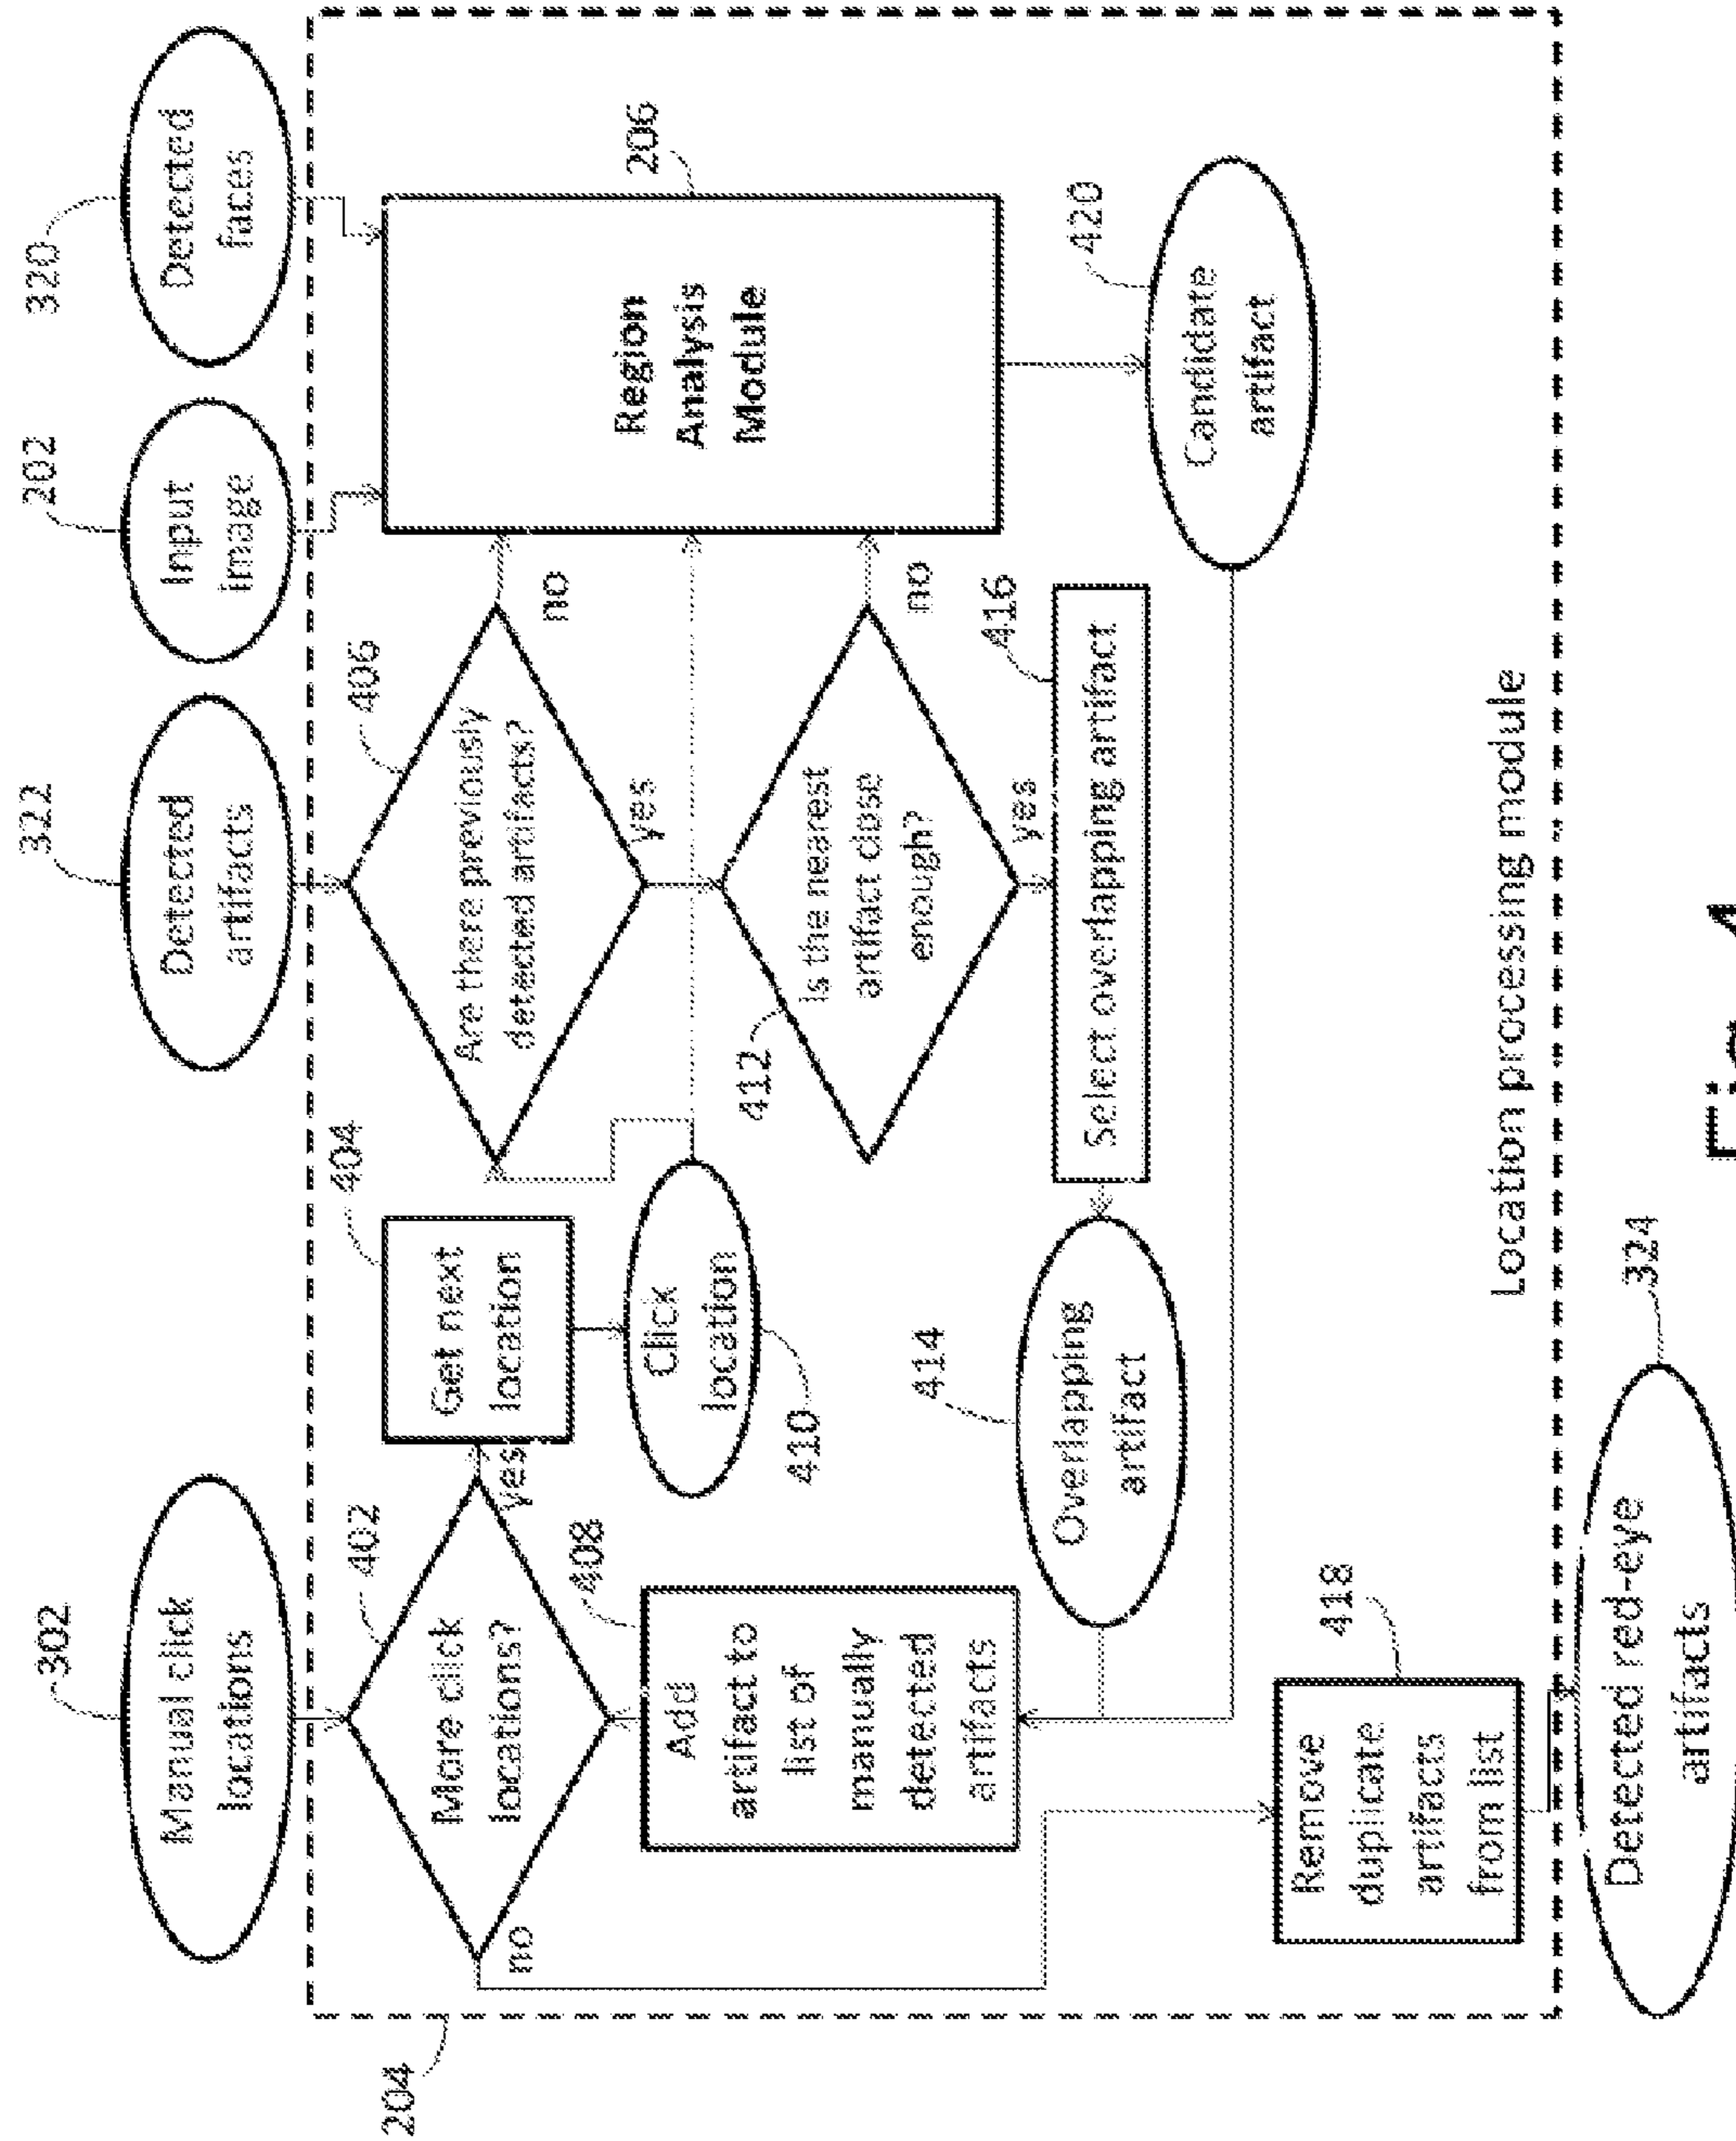 302
Manual click
locations
322
Detected
artifacts
202
Input
image
320
Detected
faces
204
402
More click
locations?
yes
no
404
Get next
location
406
Are there previously
detected artifacts?
no
yes
206
Region
Analysis
Module
408
Add
artifact to
list of
manually
detected
artifacts
Click
location
410
412
Is the nearest
artifact close
enough?
no
yes
414
Overlapping
artifact
416
Select overlapping artifact
420
Candidate
artifact
418
Remove
duplicate
artifacts
from list
Location processing module
Detected red-eye
artifacts
324